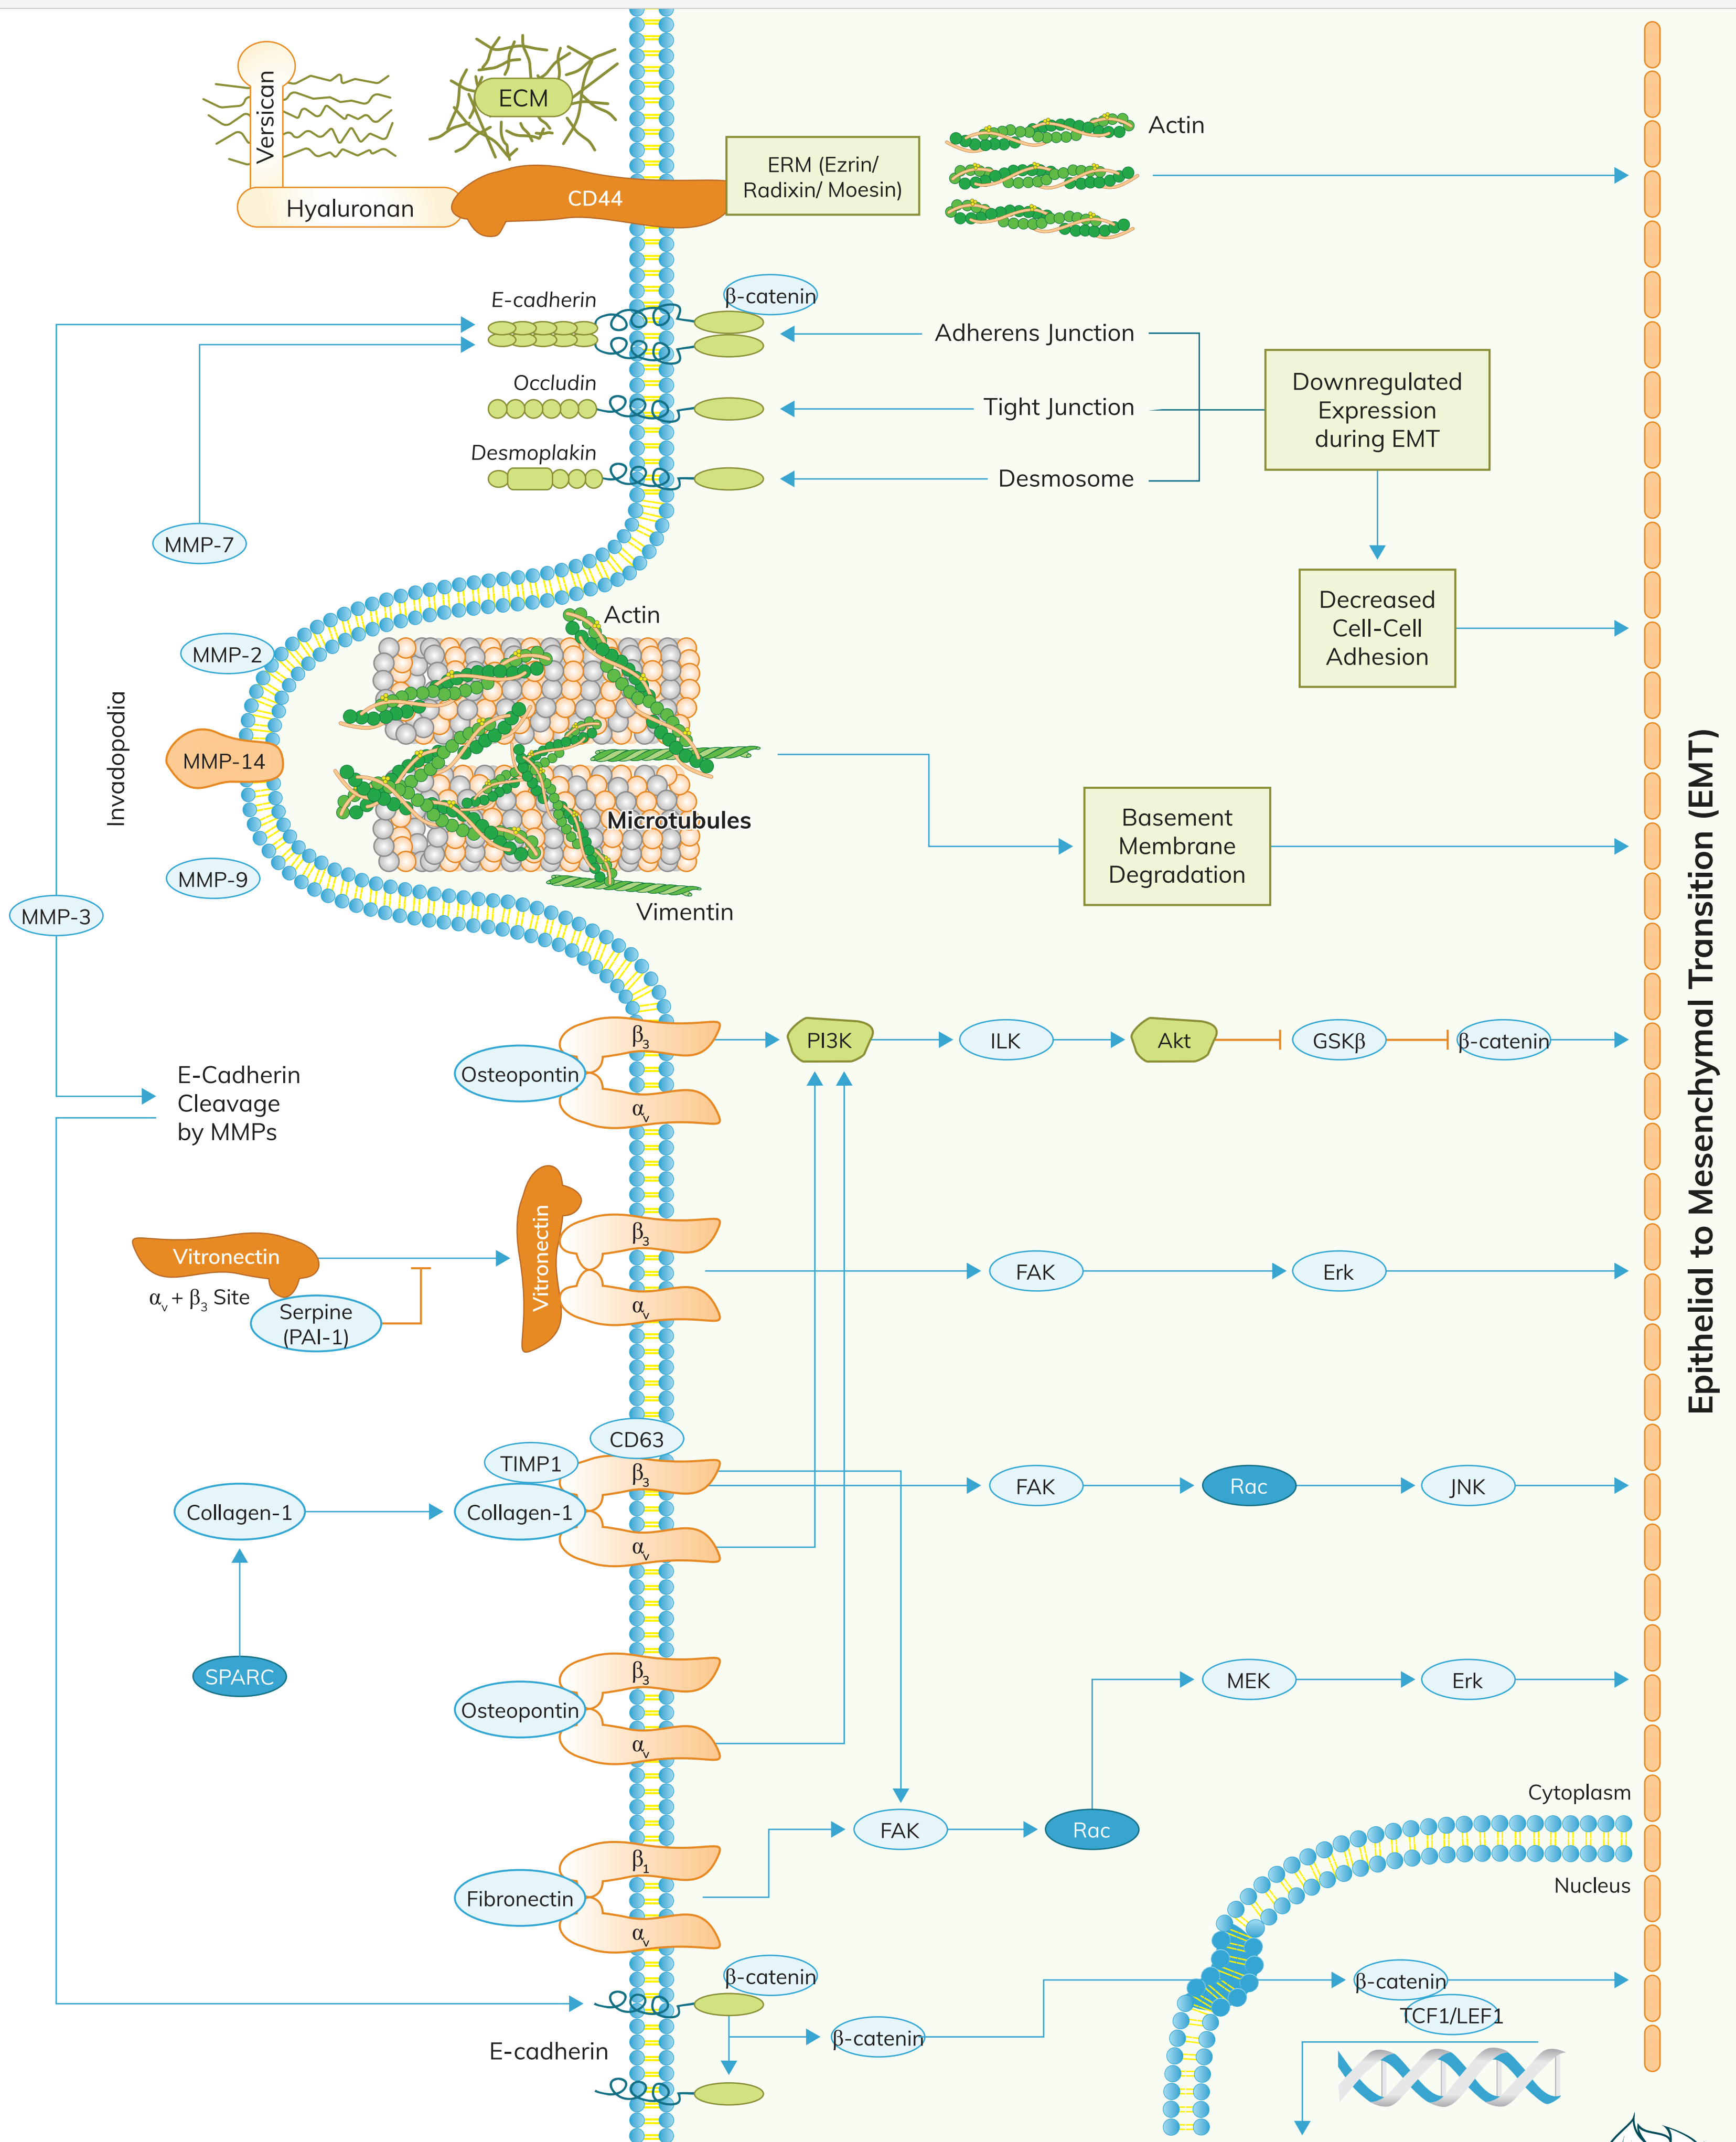 Versican
ECM
Hyaluronan
CD44
ERM (Ezrin/
Radixin/ Moesin)
Actin
E-cadherin
β-catenin
Adherens Junction
Occludin
Tight Junction
Desmoplakin
Desmosome
Downregulated
Expression
during EMT
Decreased
Cell-Cell
Adhesion
MMP-7
MMP-2
Actin
Invadopodia
MMP-14
Microtubules
MMP-9
Vimentin
MMP-3
Basement
Membrane
Degradation
Epithelial to Mesenchymal Transition (EMT)
Osteopontin
β3
αv
PI3K
ILK
Akt
GSKβ
β-catenin
E-Cadherin
Cleavage
by MMPs
Vitronectin
αv + β3 Site
Serpine
(PAI-1)
Vitronectin
β3
αv
FAK
Erk
CD63
TIMP1
Collagen-1
Collagen-1
β3
αv
FAK
Rac
JNK
SPARC
Osteopontin
β3
αv
MEK
Erk
Fibronectin
β1
αv
FAK
Rac
Cytoplasm
Nucleus
β-catenin
E-cadherin
β-catenin
β-catenin
TCF1/LEF1